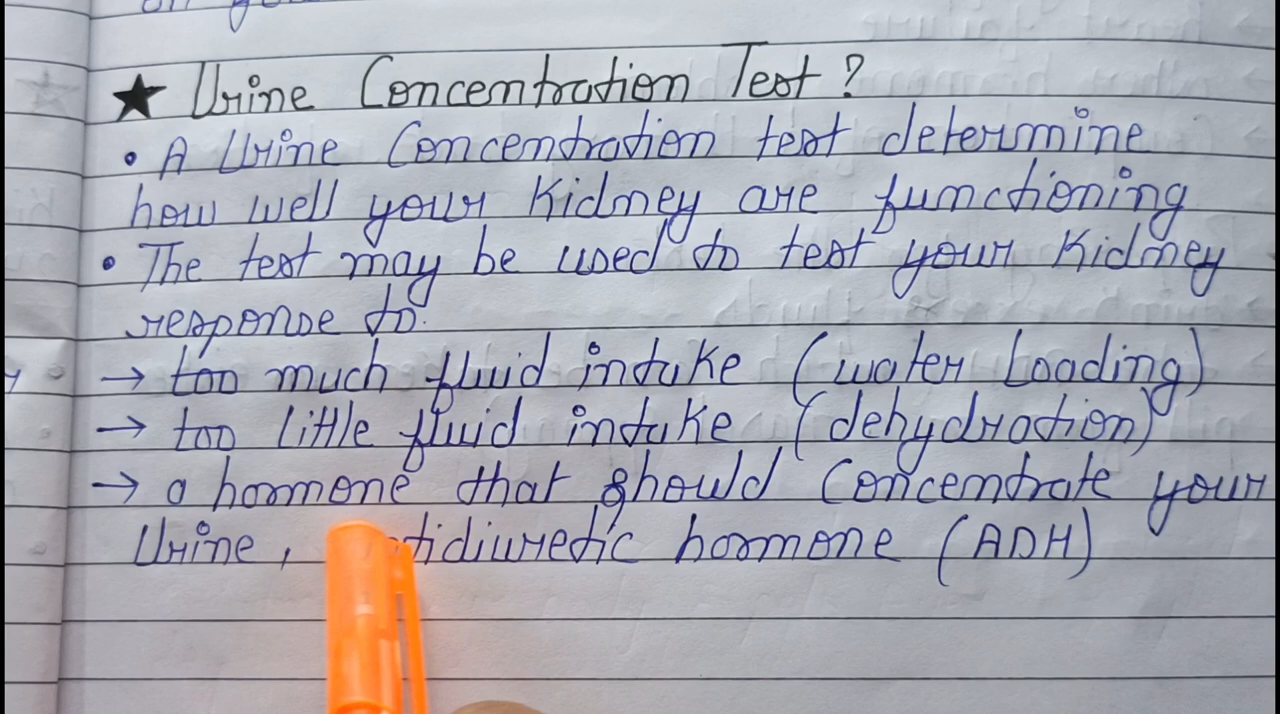 ★ Urine Concentration Test ?
• A Urine Concentration test determine
how well your Kidney are functioning
• The test may be used to test your Kidney
response to.
→ too much fluid intake (water Loading)
→ too little fluid intake (dehydration)
→ a hormone that should Concentrate your
Urine, tidiuretic hormone (ADH)